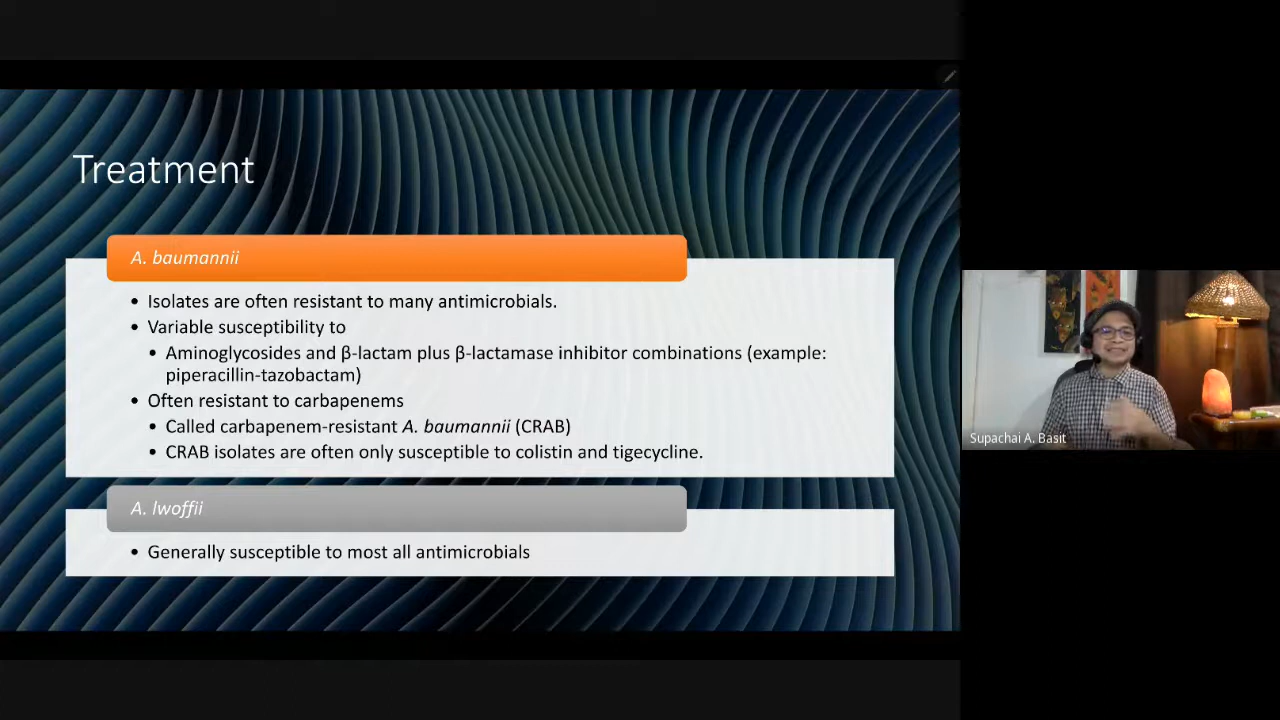 Treatment
A. baumannii
• Isolates are often resistant to many antimicrobials.
• Variable susceptibility to
• Aminoglycosides and β-lactam plus β-lactamase inhibitor combinations (example:
piperacillin-tazobactam)
• Often resistant to carbapenems
• Called carbapenem-resistant A. baumannii (CRAB)
• CRAB isolates are often only susceptible to colistin and tigecycline.
A. lwoffii
• Generally susceptible to most all antimicrobials
Supachai A. Basit